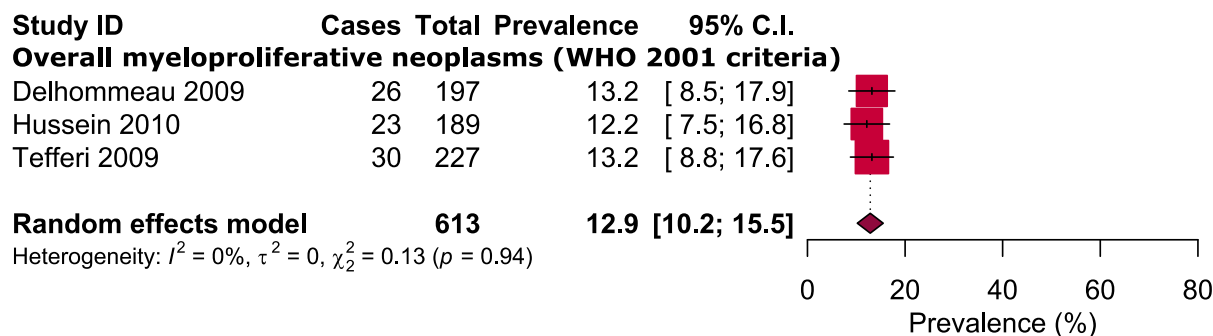 Study ID Cases Total Prevalence 95% C.I.
Overall myeloproliferative neoplasms (WHO 2001 criteria)
Delhommeau 2009 26 197 13.2 [ 8.5; 17.9]
Hussein 2010 23 189 12.2 [ 7.5; 16.8]
Tefferi 2009 30 227 13.2 [ 8.8; 17.6]
Random effects model 613 12.9 [10.2; 15.5]
Heterogeneity: I² = 0%, τ² = 0, χ²₂ = 0.13 (p = 0.94)
0 20 40 60 80
Prevalence (%)